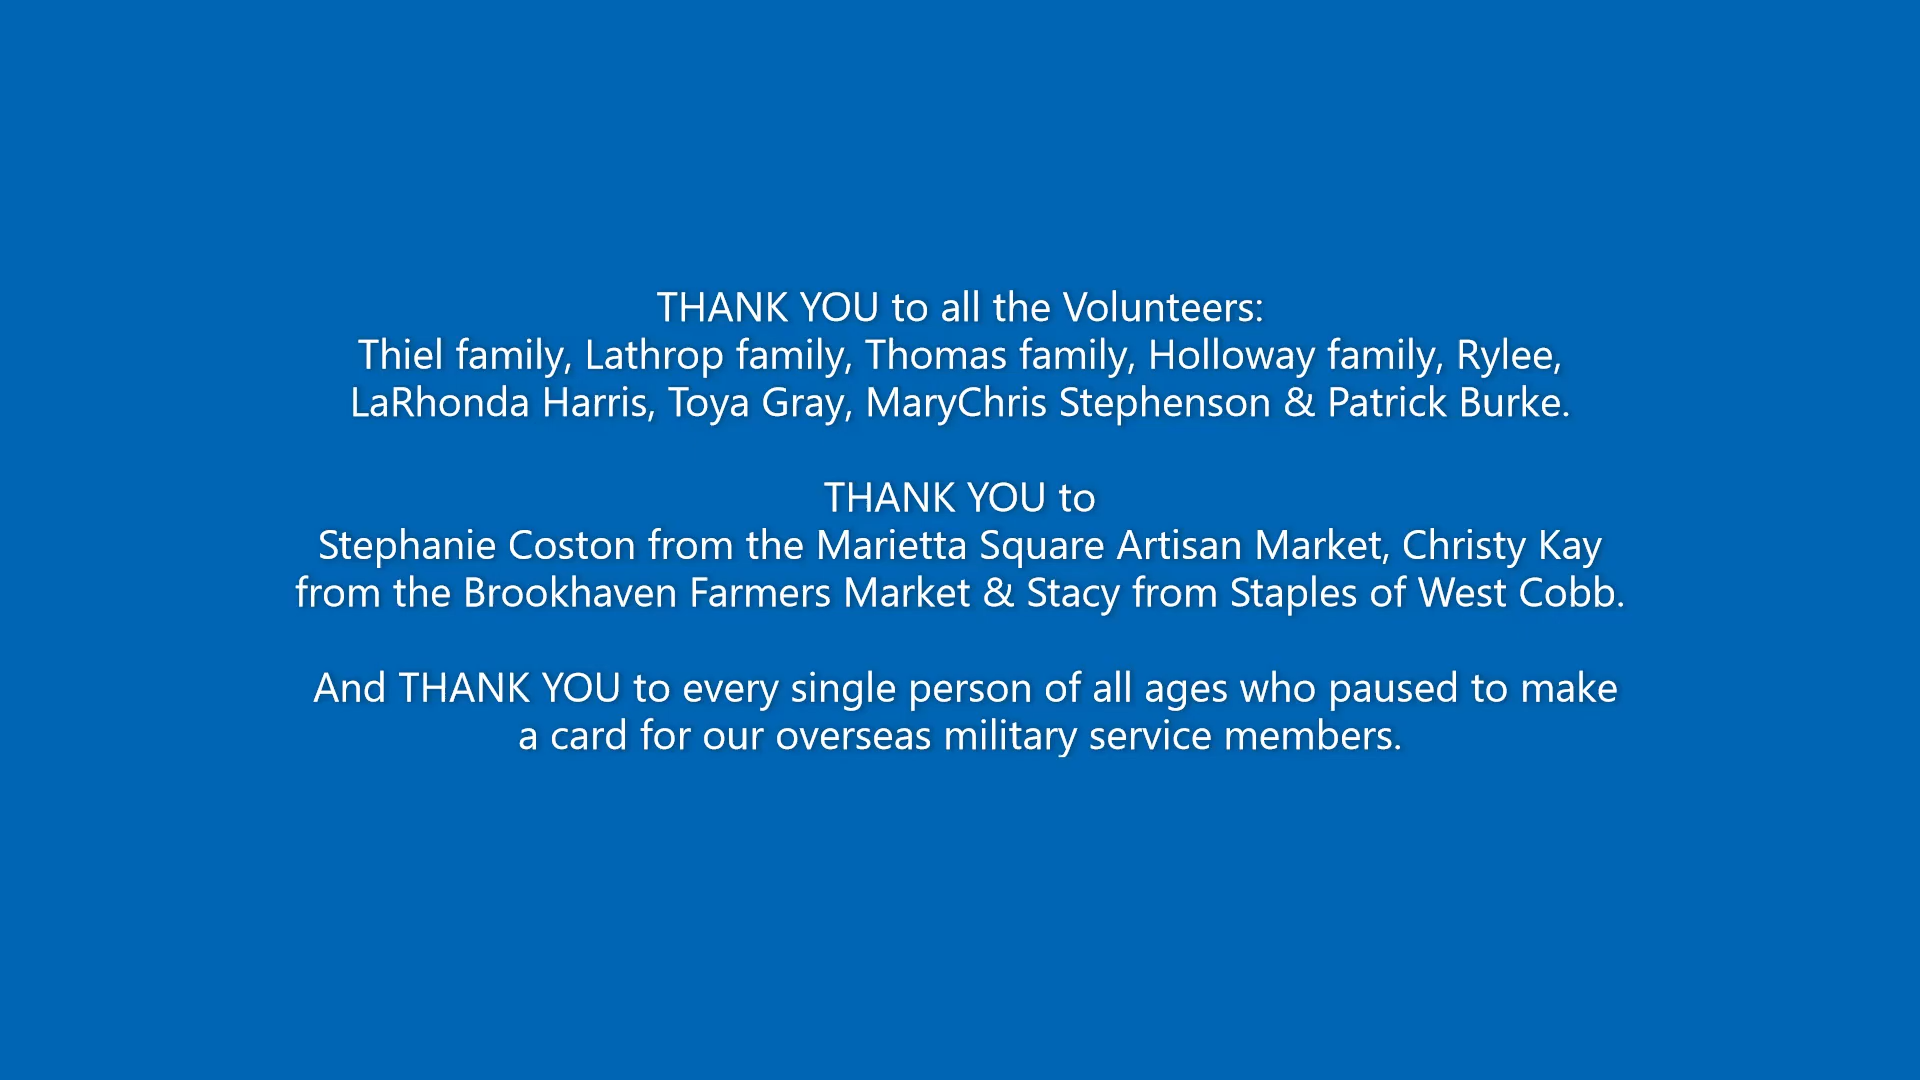 THANK YOU to all the Volunteers:
Thiel family, Lathrop family, Thomas family, Holloway family, Rylee,
LaRhonda Harris, Toya Gray, MaryChris Stephenson & Patrick Burke.
THANK YOU to
Stephanie Coston from the Marietta Square Artisan Market, Christy Kay
from the Brookhaven Farmers Market & Stacy from Staples of West Cobb.
And THANK YOU to every single person of all ages who paused to make
a card for our overseas military service members.